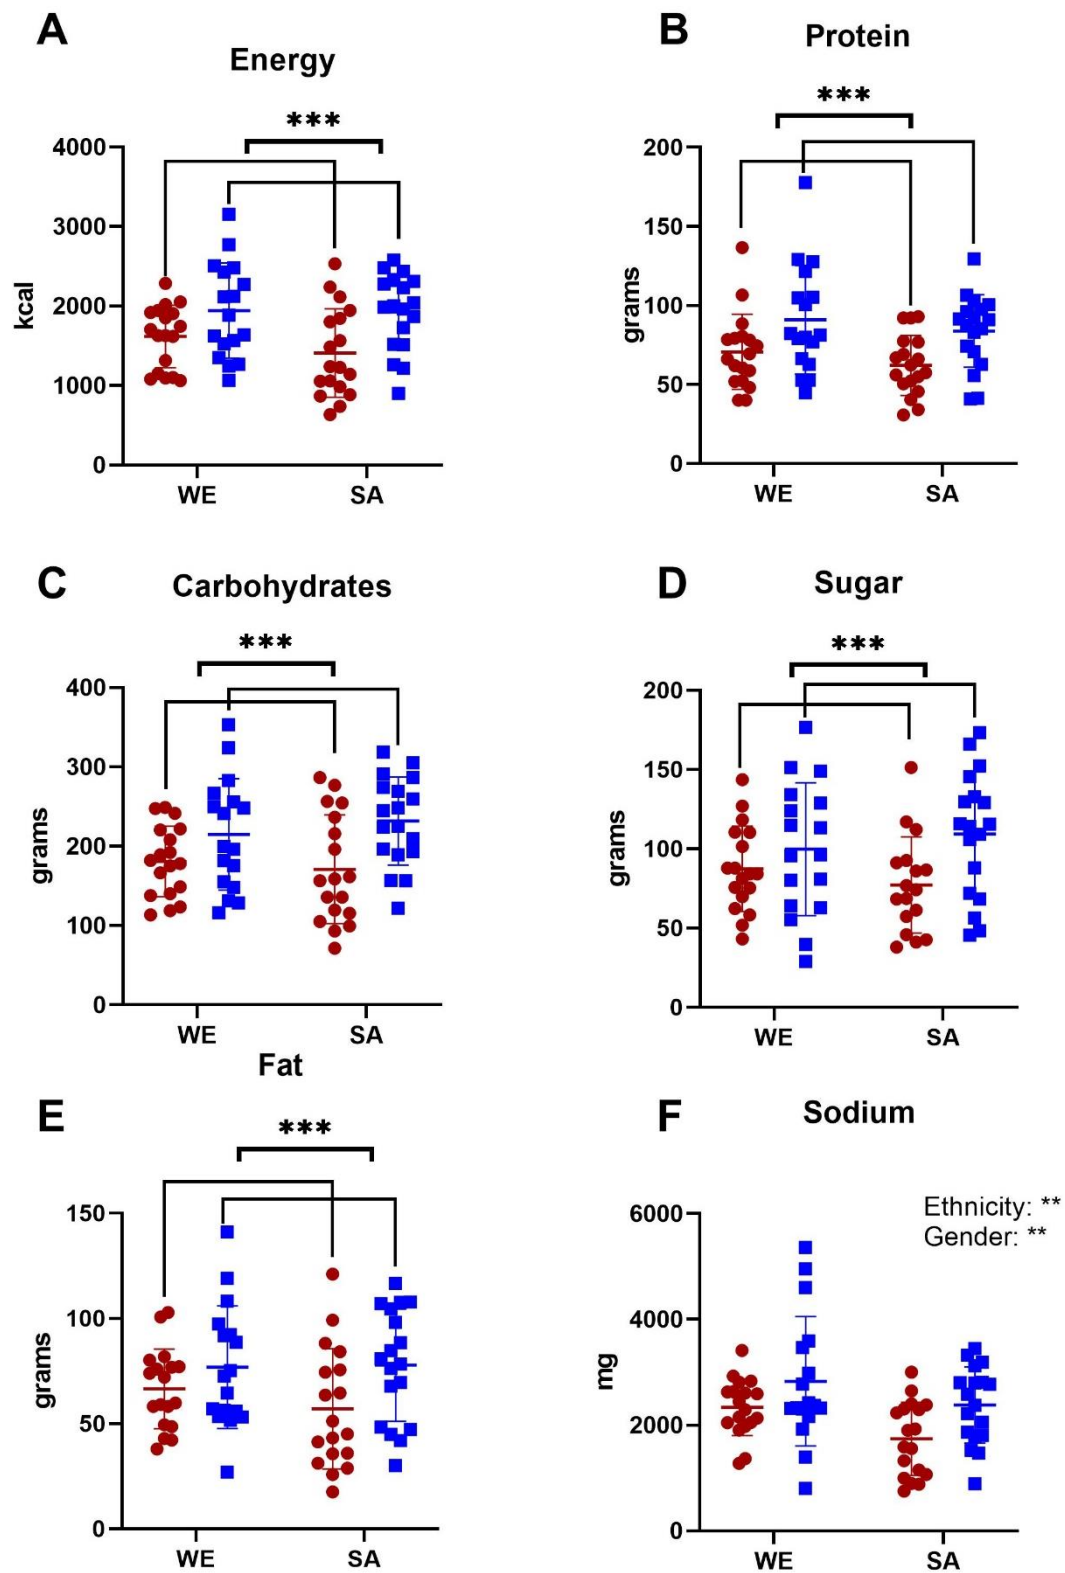 A
Energy
***
4000
3000
2000
1000
0
kcal
WE
SA
B
Protein
***
200
150
100
50
0
grams
WE
SA
C
Carbohydrates
***
400
300
200
100
0
grams
WE
SA
D
Sugar
***
200
150
100
50
0
grams
WE
SA
E
Fat
***
150
100
50
0
grams
WE
SA
F
Sodium
Ethnicity: **
Gender: **
6000
4000
2000
0
mg
WE
SA